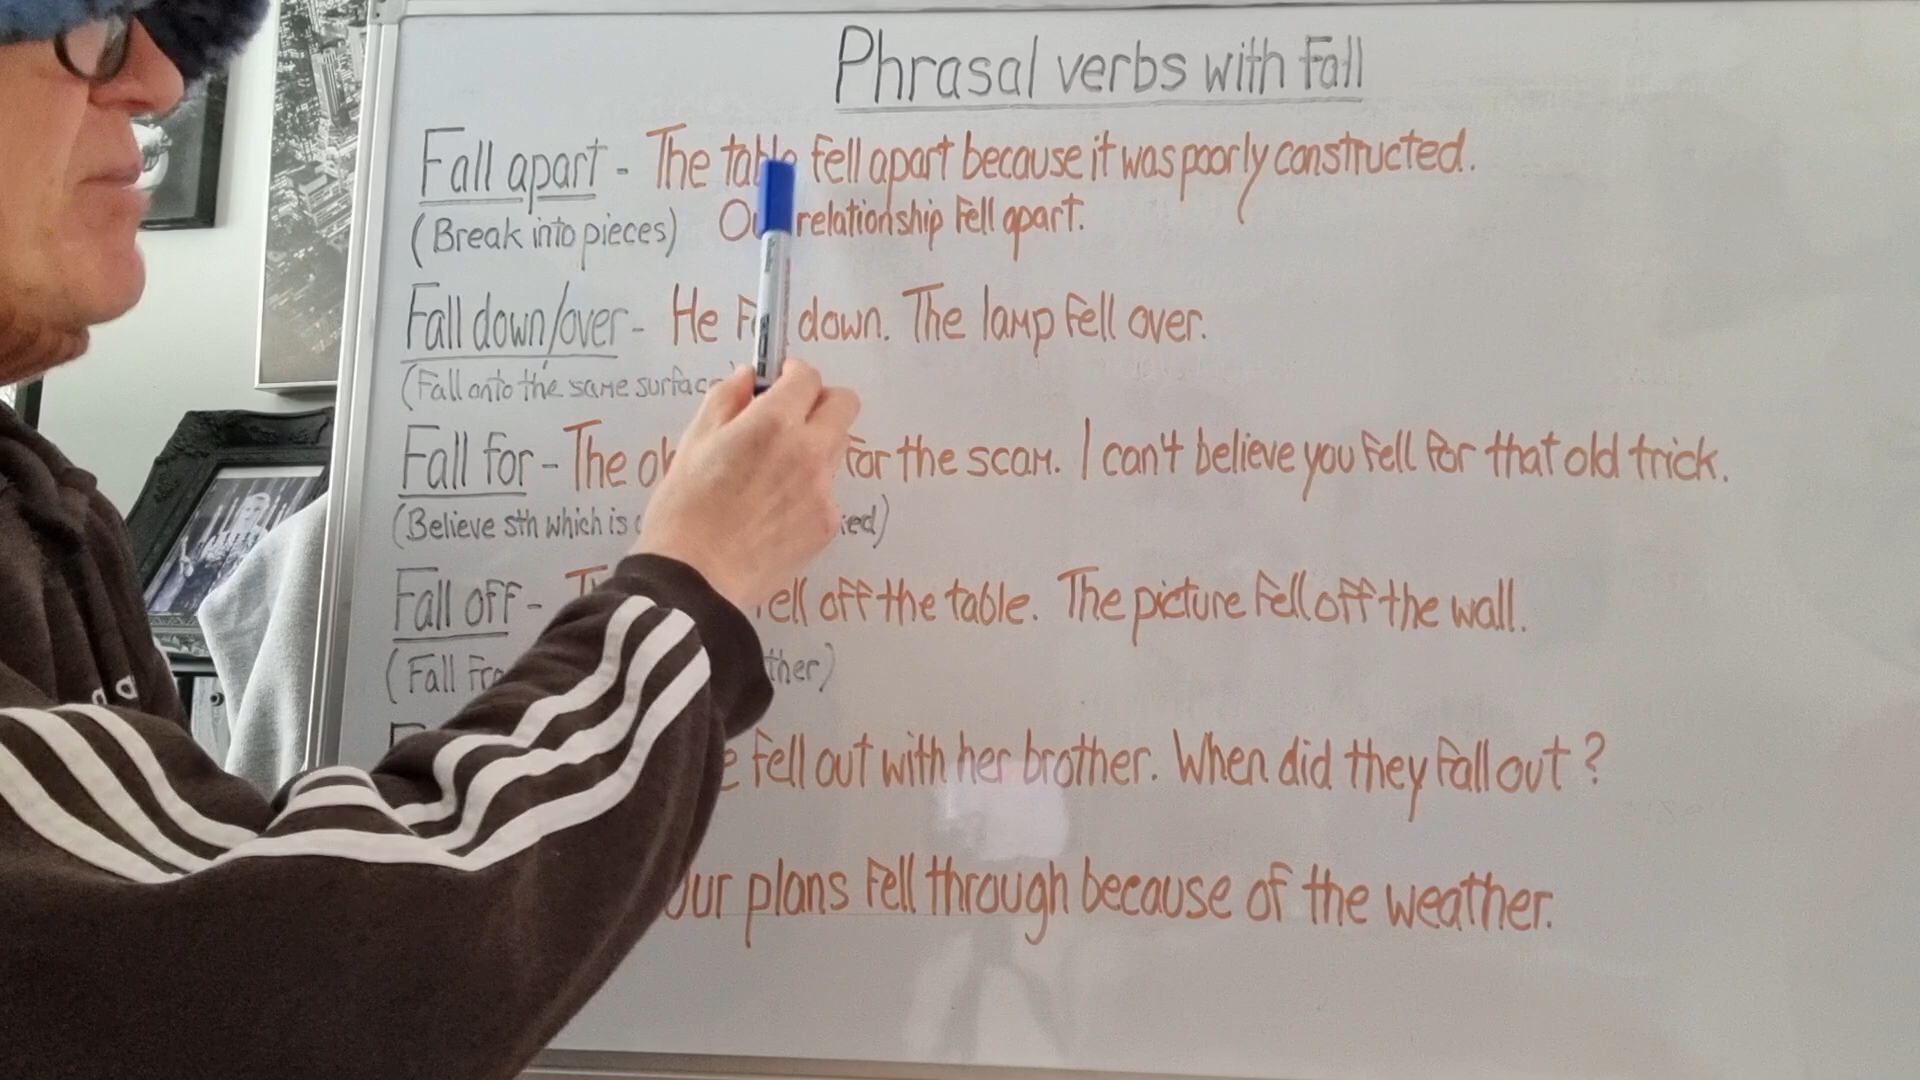 Phrasal verbs with Fall
Fall apart - The table fell apart because it was poorly constructed.
(Break into pieces) relationship fell apart.
Fall down/over - He down. The lamp fell over.
(Fall onto the same
Fall for - The for the scam. I can't believe you fell for that old trick.
(Believe sth which is
Fall off - off the table. The picture fell off the wall.
(Fall
fell out with her brother. When did they fall out?
Our plans fell through because of the weather.